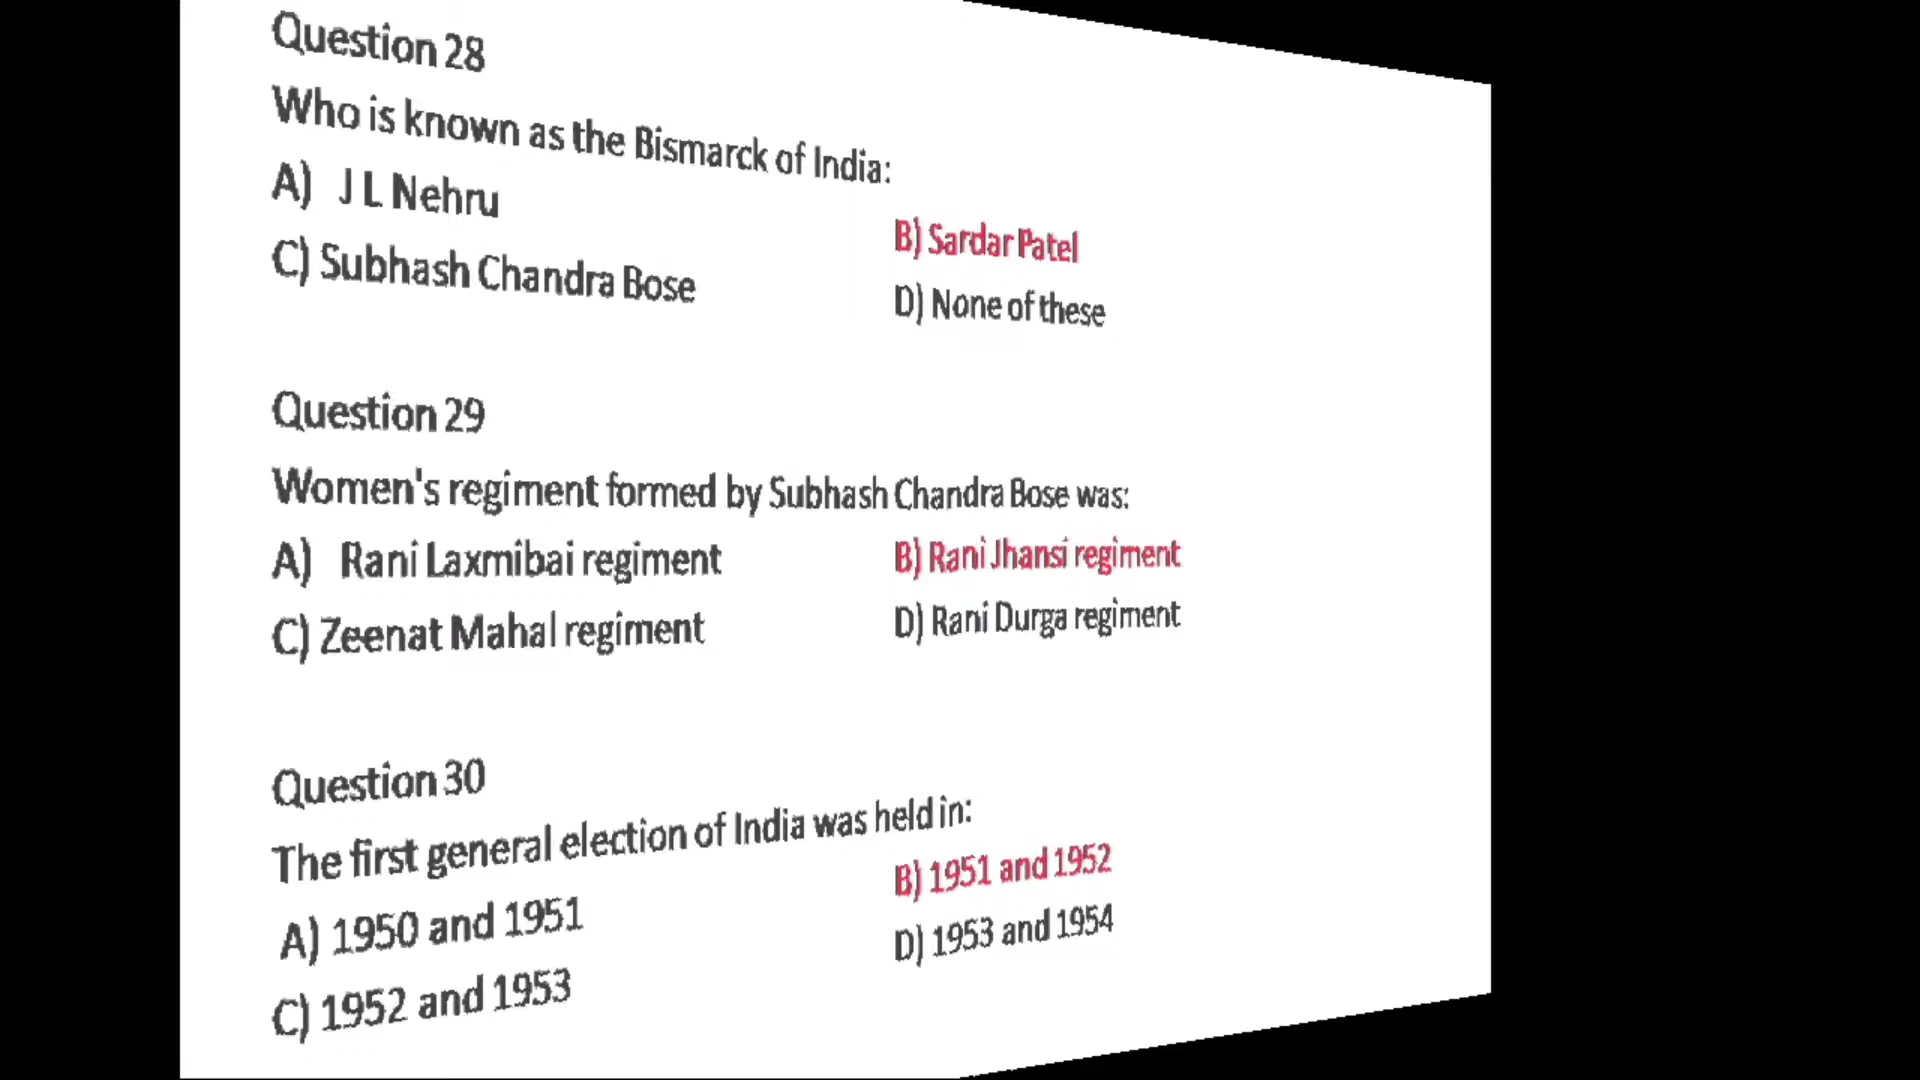 Question 28
Who is known as the Bismarck of India:
A) J L Nehru
B) Sardar Patel
C) Subhash Chandra Bose
D) None of these
Question 29
Women's regiment formed by Subhash Chandra Bose was:
A) Rani Laxmibai regiment
B) Rani Jhansi regiment
C) Zeenat Mahal regiment
D) Rani Durga regiment
Question 30
The first general election of India was held in:
A) 1950 and 1951
B) 1951 and 1952
C) 1952 and 1953
D) 1953 and 1954